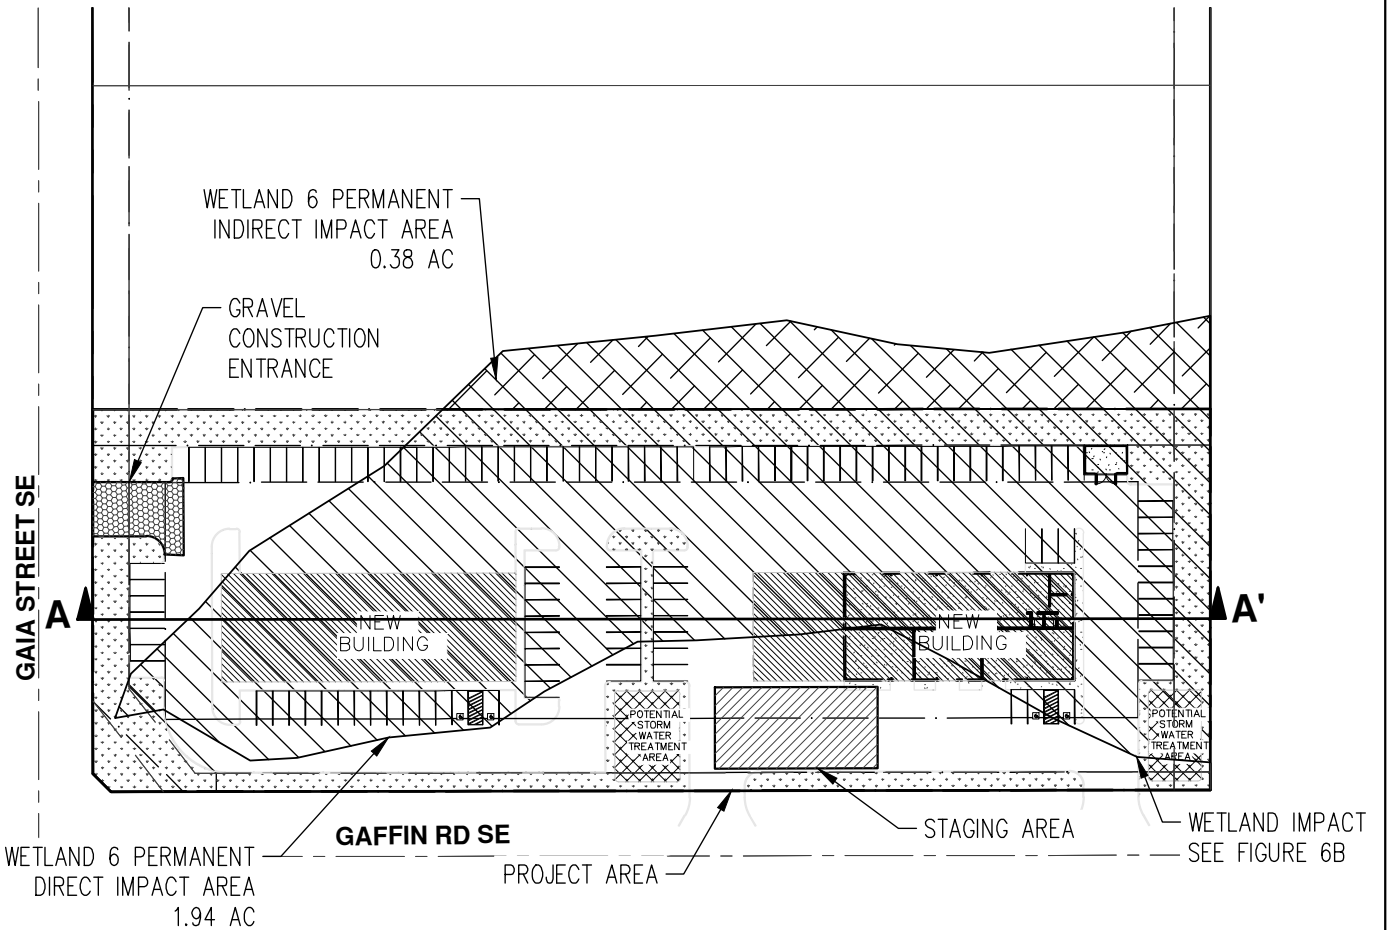 WETLAND 6 PERMANENT
INDIRECT IMPACT AREA
0.38 AC
GRAVEL
CONSTRUCTION
ENTRANCE
GAIA STREET SE
A
A'
NEW
BUILDING
NEW
BUILDING
POTENTIAL
STORM
WATER
TREATMENT
AREA
POTENTIAL
STORM
WATER
TREATMENT
AREA
GAFFIN RD SE
STAGING AREA
WETLAND IMPACT
SEE FIGURE 6B
WETLAND 6 PERMANENT
DIRECT IMPACT AREA
1.94 AC
PROJECT AREA